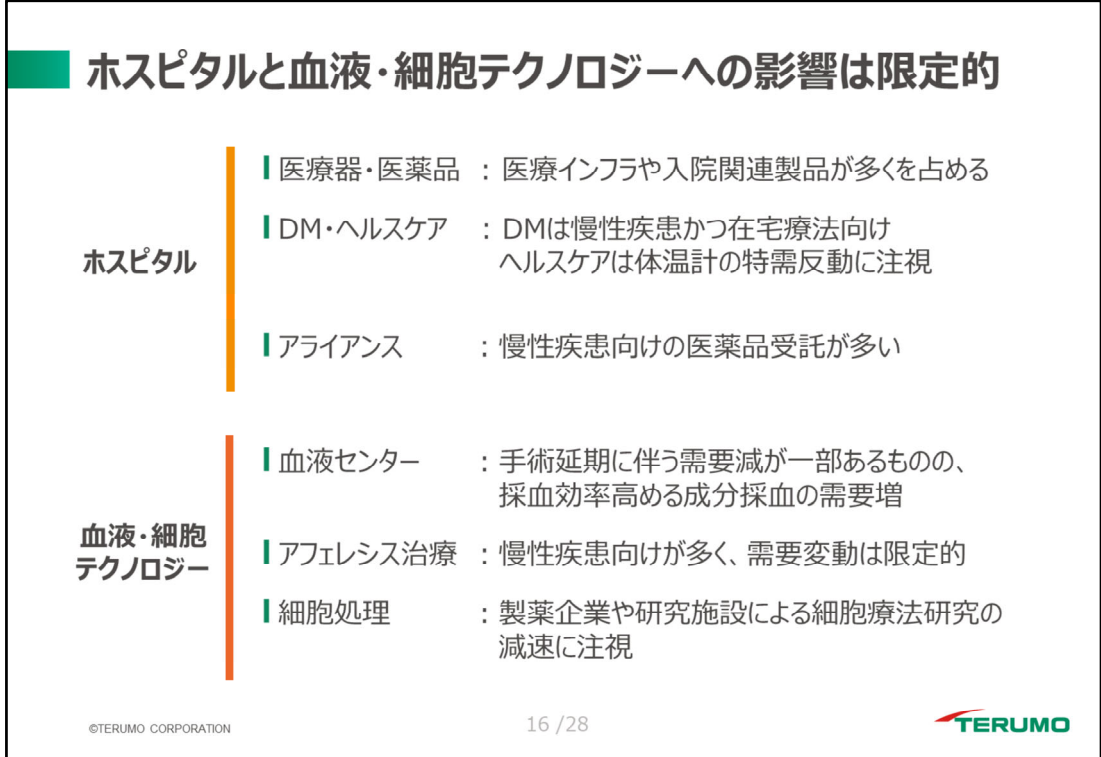 ホスピタルと血液・細胞テクノロジーへの影響は限定的
ホスピタル
医療器・医薬品 ：医療インフラや入院関連製品が多くを占める
DM・ヘルスケア ：DMは慢性疾患かつ在宅療法向け
ヘルスケアは体温計の特需反動に注視
アライアンス ：慢性疾患向けの医薬品受託が多い
血液・細胞
テクノロジー
血液センター ：手術延期に伴う需要減が一部あるものの、
採血効率高める成分採血の需要増
アフェレシス治療 ：慢性疾患向けが多く、需要変動は限定的
細胞処理 ：製薬企業や研究施設による細胞療法研究の
減速に注視
©TERUMO CORPORATION
16 /28
TERUMO